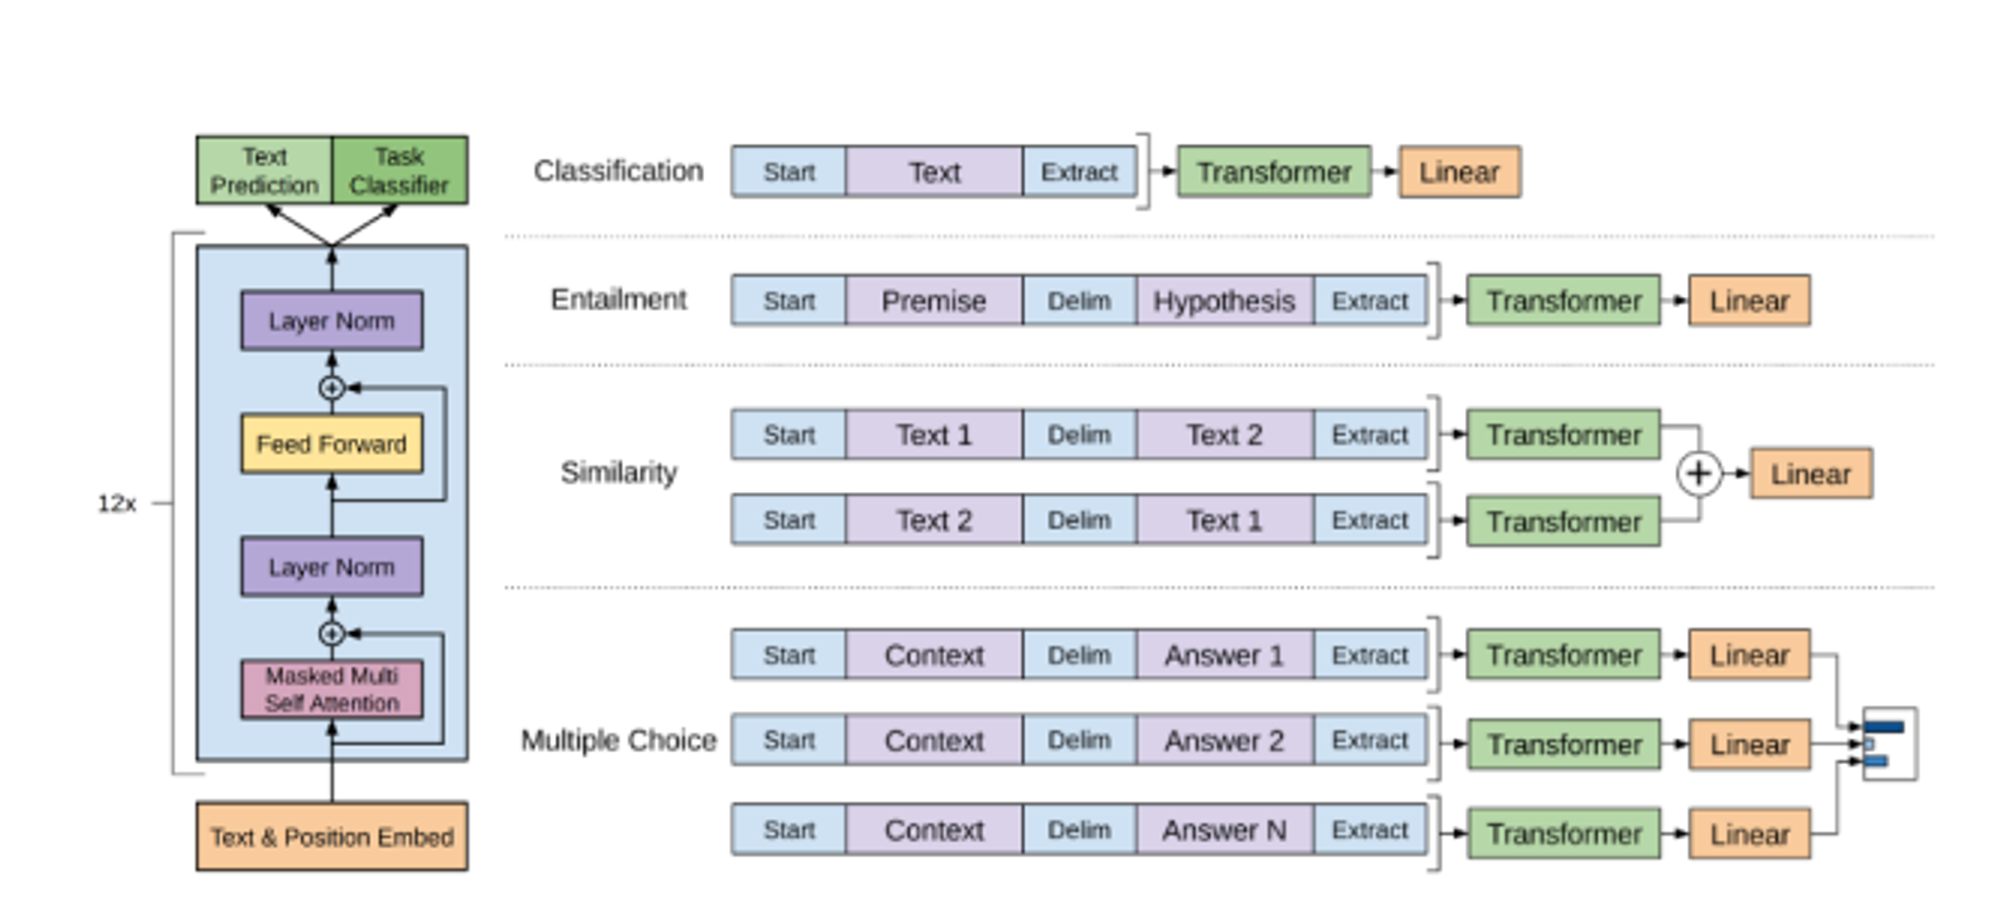 Text
Prediction
Task
Classifier
12x
Layer Norm
Feed Forward
Layer Norm
Masked Multi
Self Attention
Text & Position Embed
Classification
Start Text Extract
Transformer
Linear
Entailment
Start Premise Delim Hypothesis Extract
Transformer
Linear
Similarity
Start Text 1 Delim Text 2 Extract
Transformer
Start Text 2 Delim Text 1 Extract
Transformer
Linear
Multiple Choice
Start Context Delim Answer 1 Extract
Transformer
Linear
Start Context Delim Answer 2 Extract
Transformer
Linear
Start Context Delim Answer N Extract
Transformer
Linear